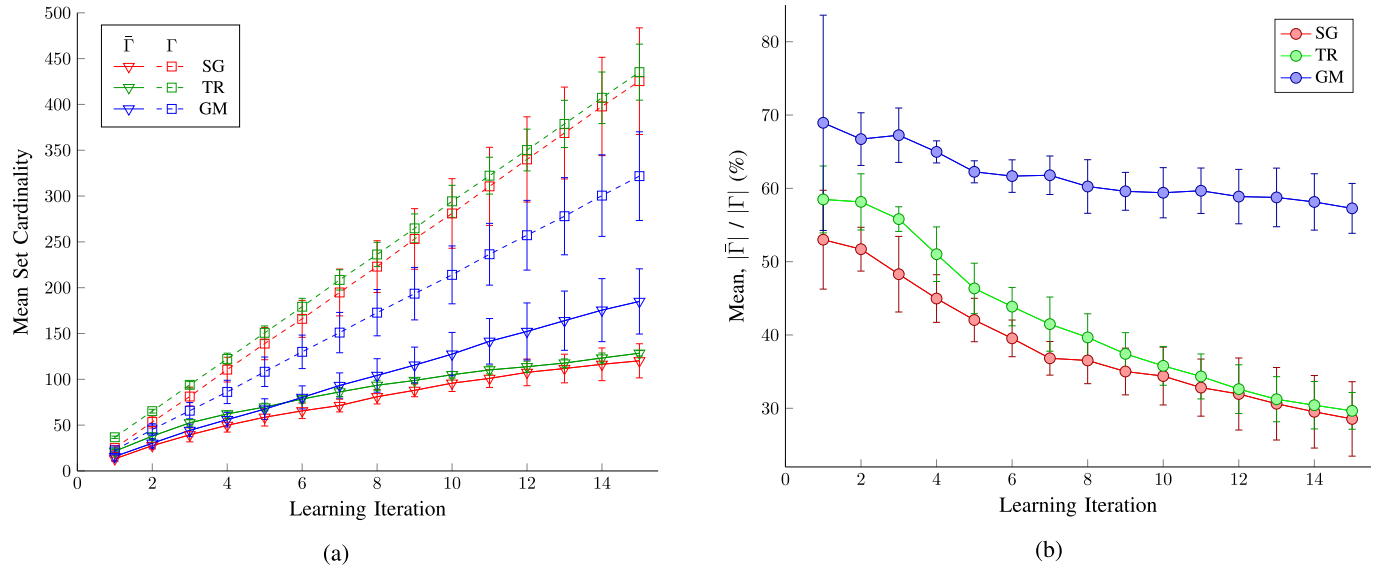 500
450
400
350
300
250
200
150
100
50
0
Mean Set Cardinality
Γ̄ Γ
SG
TR
GM
0 2 4 6 8 10 12 14
Learning Iteration
(a)
80
70
60
50
40
30
Mean, |Γ̄| / |Γ| (%)
SG
TR
GM
0 2 4 6 8 10 12 14
Learning Iteration
(b)